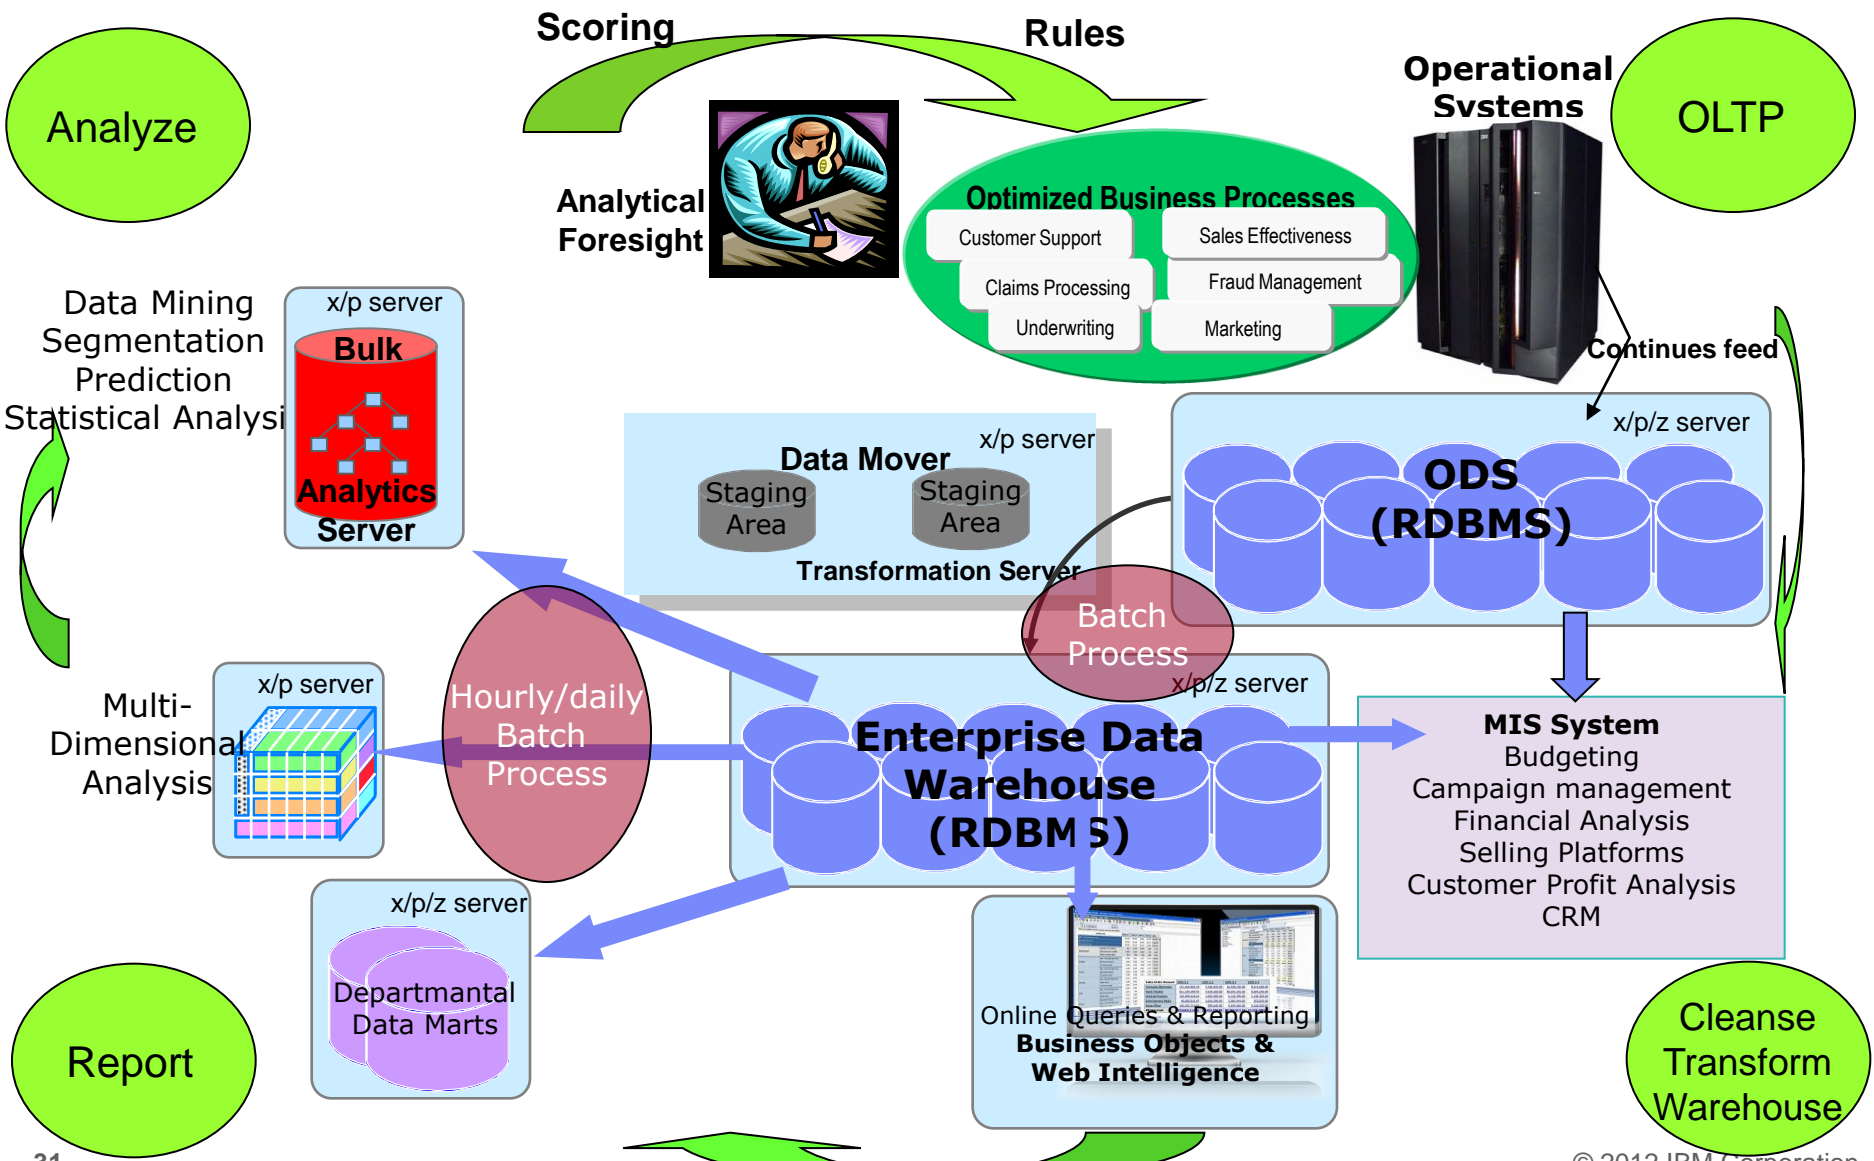 Scoring
Rules
Analyze
Operational
Systems
OLTP
Analytical
Foresight
Optimized Business Processes
Customer Support
Sales Effectiveness
Claims Processing
Fraud Management
Underwriting
Marketing
Continues feed
Data Mining
Segmentation
Prediction
Statistical Analysi
x/p server
Bulk
Analytics
Server
x/p server
Data Mover
Staging
Area
Staging
Area
Transformation Server
x/p/z server
ODS
(RDBMS)
Batch
Process
x/p/z server
Enterprise Data
Warehouse
(RDBMS)
Hourly/daily
Batch
Process
Multi-
Dimensional
Analysis
x/p server
MIS System
Budgeting
Campaign management
Financial Analysis
Selling Platforms
Customer Profit Analysis
CRM
x/p/z server
Departmantal
Data Marts
Online Queries & Reporting
Business Objects &
Web Intelligence
Report
Cleanse
Transform
Warehouse
31
© 2012 IBM Corporation